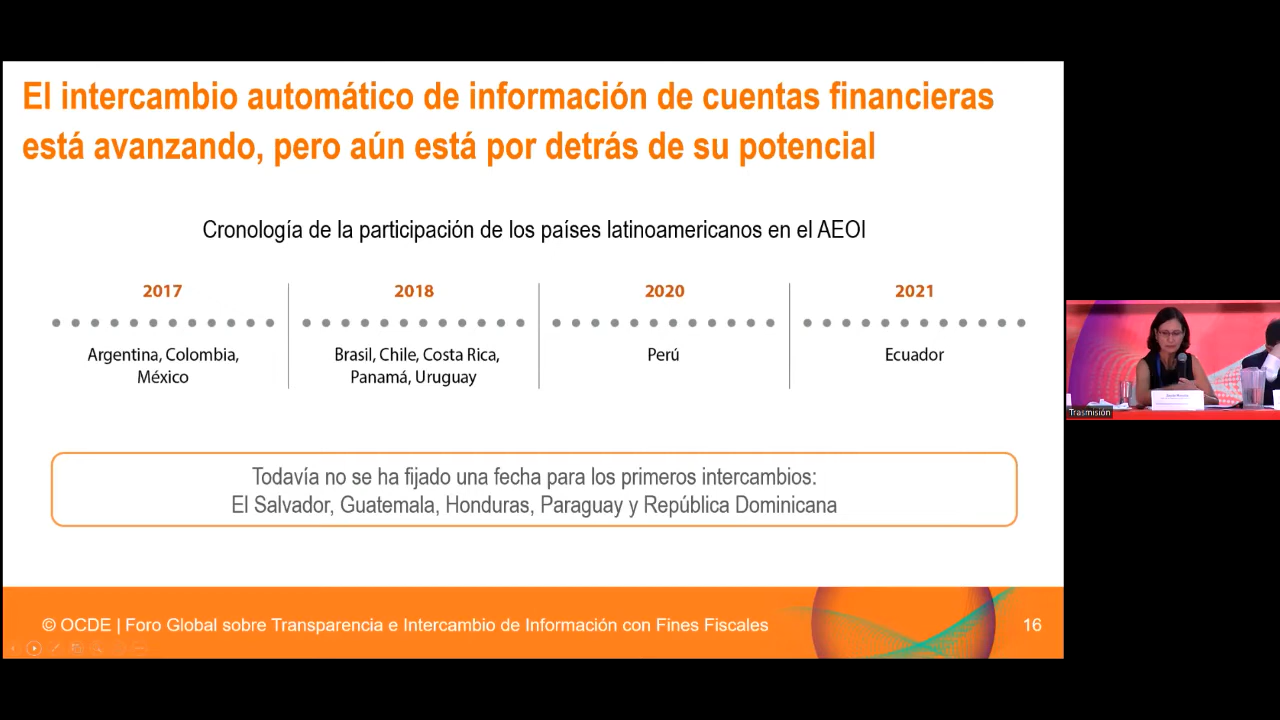 El intercambio automático de información de cuentas financieras
está avanzando, pero aún está por detrás de su potencial
Cronología de la participación de los países latinoamericanos en el AEOI
2017
2018
2020
2021
Argentina, Colombia,
México
Brasil, Chile, Costa Rica,
Panamá, Uruguay
Perú
Ecuador
Todavía no se ha fijado una fecha para los primeros intercambios:
El Salvador, Guatemala, Honduras, Paraguay y República Dominicana
© OCDE | Foro Global sobre Transparencia e Intercambio de Información con Fines Fiscales
16
Trasmisión